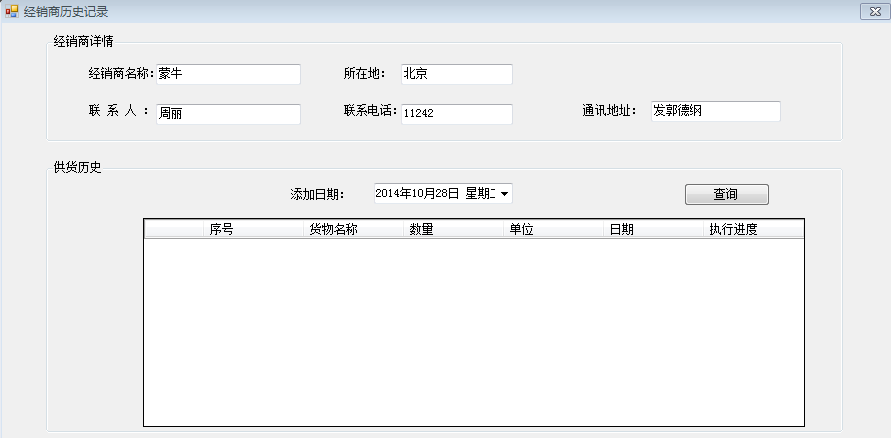 经销商历史记录
经销商详情
经销商名称: 蒙牛 所在地: 北京
联 系 人 : 周丽 联系电话: 11242 通讯地址: 发郭德纲
供货历史
添加日期: 2014年10月28日 星期二 查询
序号 货物名称 数量 单位 日期 执行进度